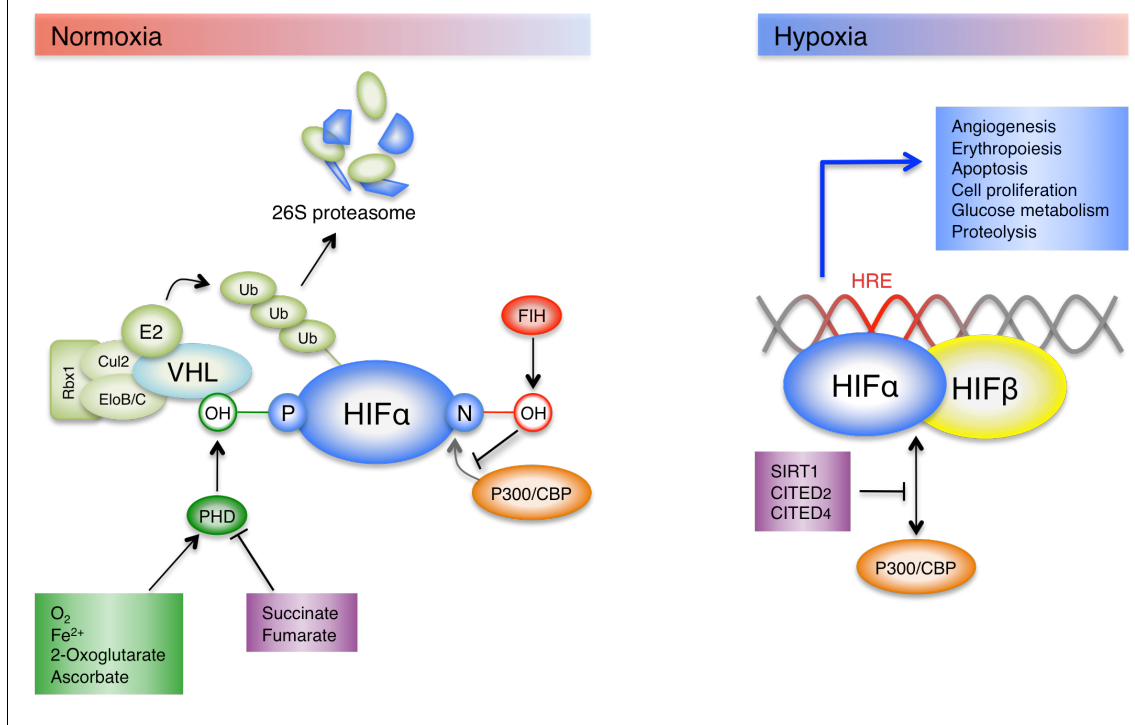 Normoxia
26S proteasome
Ub
Ub
Ub
E2
Cul2
Rbx1
VHL
EloB/C
OH
P
HIFα
N
OH
FIH
P300/CBP
PHD
O₂
Fe²⁺
2-Oxoglutarate
Ascorbate
Succinate
Fumarate
Hypoxia
Angiogenesis
Erythropoiesis
Apoptosis
Cell proliferation
Glucose metabolism
Proteolysis
HRE
HIFα
HIFβ
SIRT1
CITED2
CITED4
P300/CBP